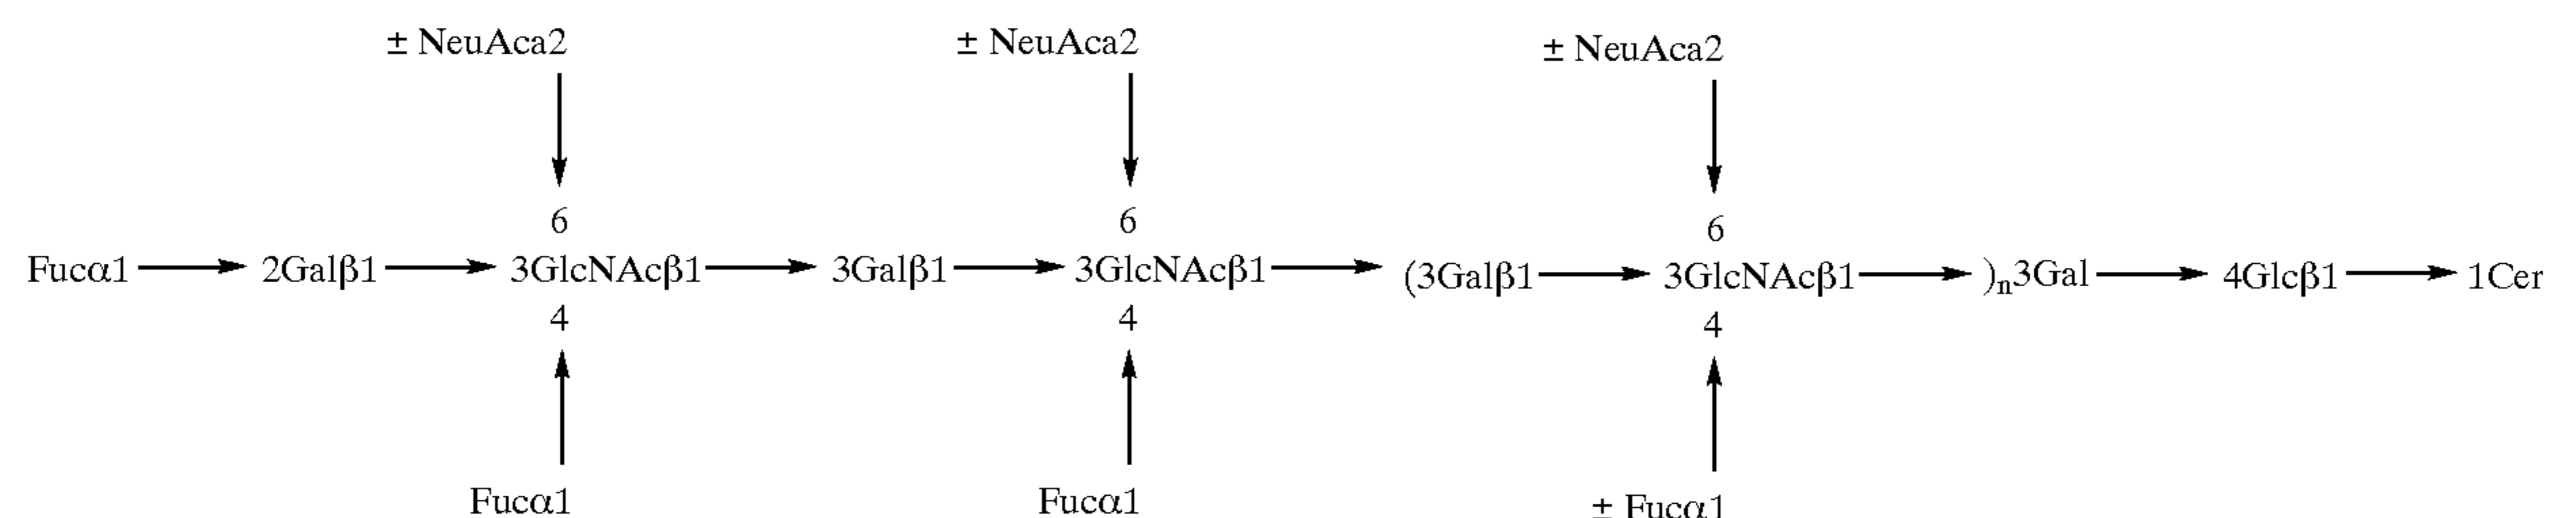 ± NeuAca2 ± NeuAca2 ± NeuAca2
6 6 6
Fucα1 2Galβ1 3GlcNAcβ1 3Galβ1 3GlcNAcβ1 (3Galβ1 3GlcNAcβ1 )n3Gal 4Glcβ1 1Cer
4 4 4
Fucα1 Fucα1 ± Fucα1